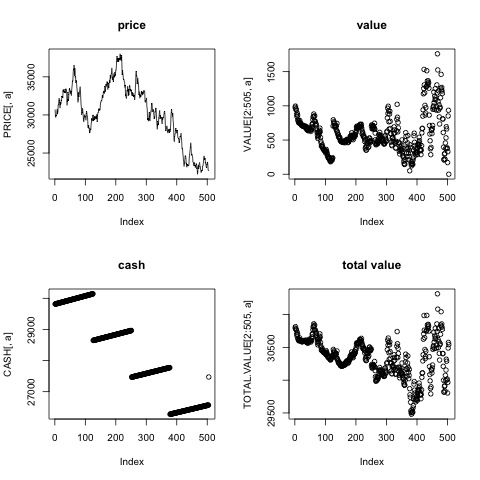 price
PRICE[, a]
25000 30000 35000
0 100 200 300 400 500
Index
value
VALUE[2:505, a]
0 500 1000 1500
0 100 200 300 400 500
Index
cash
CASH[, a]
27000 29000
0 100 200 300 400 500
Index
total value
TOTAL.VALUE[2:505, a]
29500 30500
0 100 200 300 400 500
Index